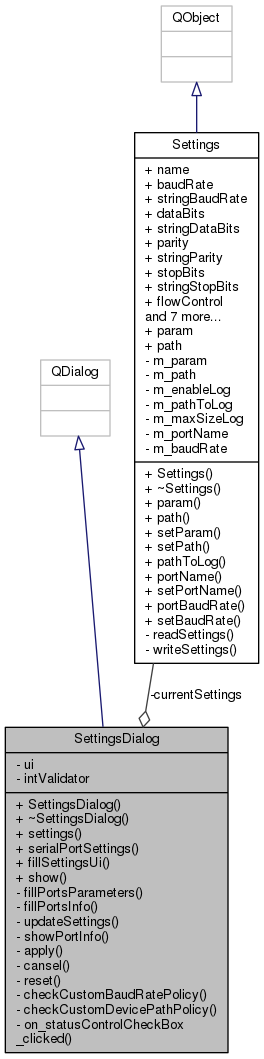 QObject
Settings
+ name
+ baudRate
+ stringBaudRate
+ dataBits
+ stringDataBits
+ parity
+ stringParity
+ stopBits
+ stringStopBits
+ flowControl
and 7 more...
+ param
+ path
- m_param
- m_path
- m_enableLog
- m_pathToLog
- m_maxSizeLog
- m_portName
- m_baudRate
+ Settings()
+ ~Settings()
+ param()
+ path()
+ setParam()
+ setPath()
+ pathToLog()
+ portName()
+ setPortName()
+ portBaudRate()
+ setBaudRate()
- readSettings()
- writeSettings()
QDialog
-currentSettings
SettingsDialog
- ui
- intValidator
+ SettingsDialog()
+ ~SettingsDialog()
+ settings()
+ serialPortSettings()
+ fillSettingsUi()
+ show()
- fillPortsParameters()
- fillPortsInfo()
- updateSettings()
- showPortInfo()
- apply()
- cansel()
- reset()
- checkCustomBaudRatePolicy()
- checkCustomDevicePathPolicy()
- on_statusControlCheckBox
_clicked()